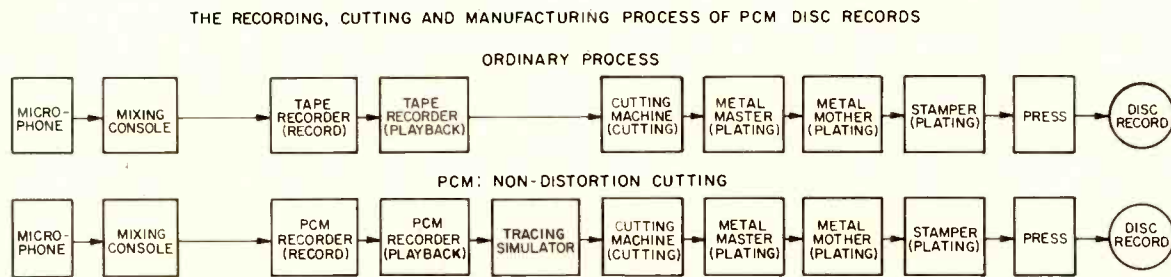 THE RECORDING, CUTTING AND MANUFACTURING PROCESS OF PCM DISC RECORDS
ORDINARY PROCESS
MICRO-
PHONE
MIXING
CONSOLE
TAPE
RECORDER
(RECORD)
TAPE
RECORDER
(PLAYBACK)
CUTTING
MACHINE
(CUTTING)
METAL
MASTER
(PLATING)
METAL
MOTHER
(PLATING)
STAMPER
(PLATING)
PRESS
DISC
RECORD
PCM: NON-DISTORTION CUTTING
MICRO-
PHONE
MIXING
CONSOLE
PCM
RECORDER
(RECORD)
PCM
RECORDER
(PLAYBACK)
TRACING
SIMULATOR
CUTTING
MACHINE
(CUTTING)
METAL
MASTER
(PLATING)
METAL
MOTHER
(PLATING)
STAMPER
(PLATING)
PRESS
DISC
RECORD